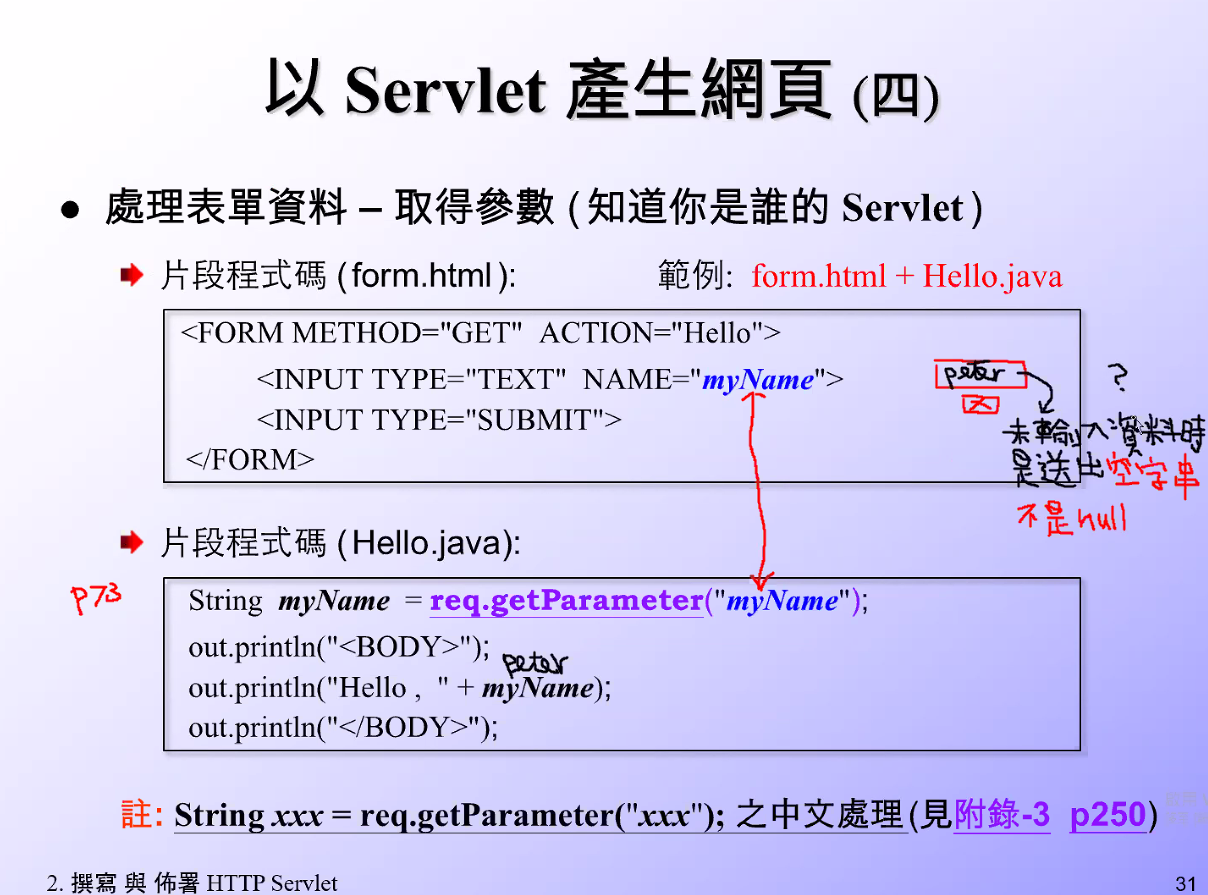 以 Servlet 產生網頁 (四)
● 處理表單資料 – 取得參數 (知道你是誰的 Servlet)
片段程式碼 (form.html): 範例: form.html + Hello.java
<FORM METHOD="GET" ACTION="Hello">
<INPUT TYPE="TEXT" NAME="myName">
<INPUT TYPE="SUBMIT">
</FORM>
peter ?
未輸入資料時
是送出空字串
不是null
片段程式碼 (Hello.java):
p73
String myName = req.getParameter("myName");
out.println("<BODY>");
peter
out.println("Hello , " + myName);
out.println("</BODY>");
註: String xxx = req.getParameter("xxx"); 之中文處理(見附錄-3 p250)
2. 撰寫 與 佈署 HTTP Servlet
31